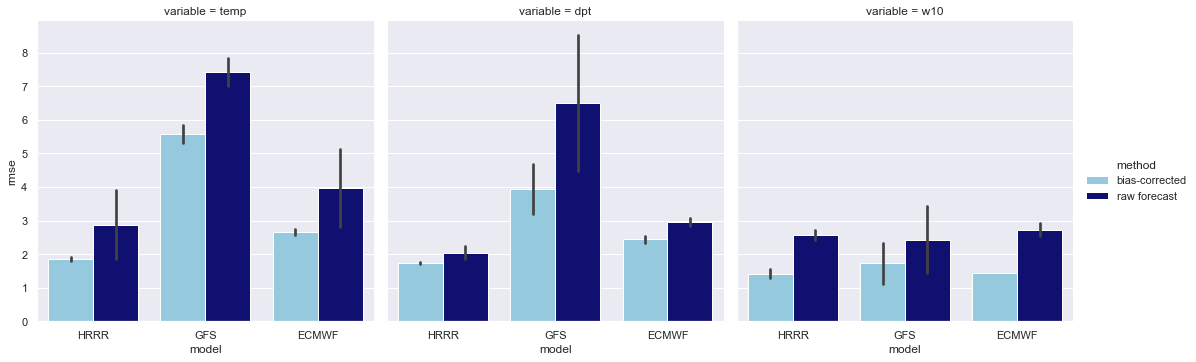 variable = temp
variable = dpt
variable = w10
rmse
8
7
6
5
4
3
2
1
0
HRRR
GFS
ECMWF
model
HRRR
GFS
ECMWF
model
HRRR
GFS
ECMWF
model
method
bias-corrected
raw forecast